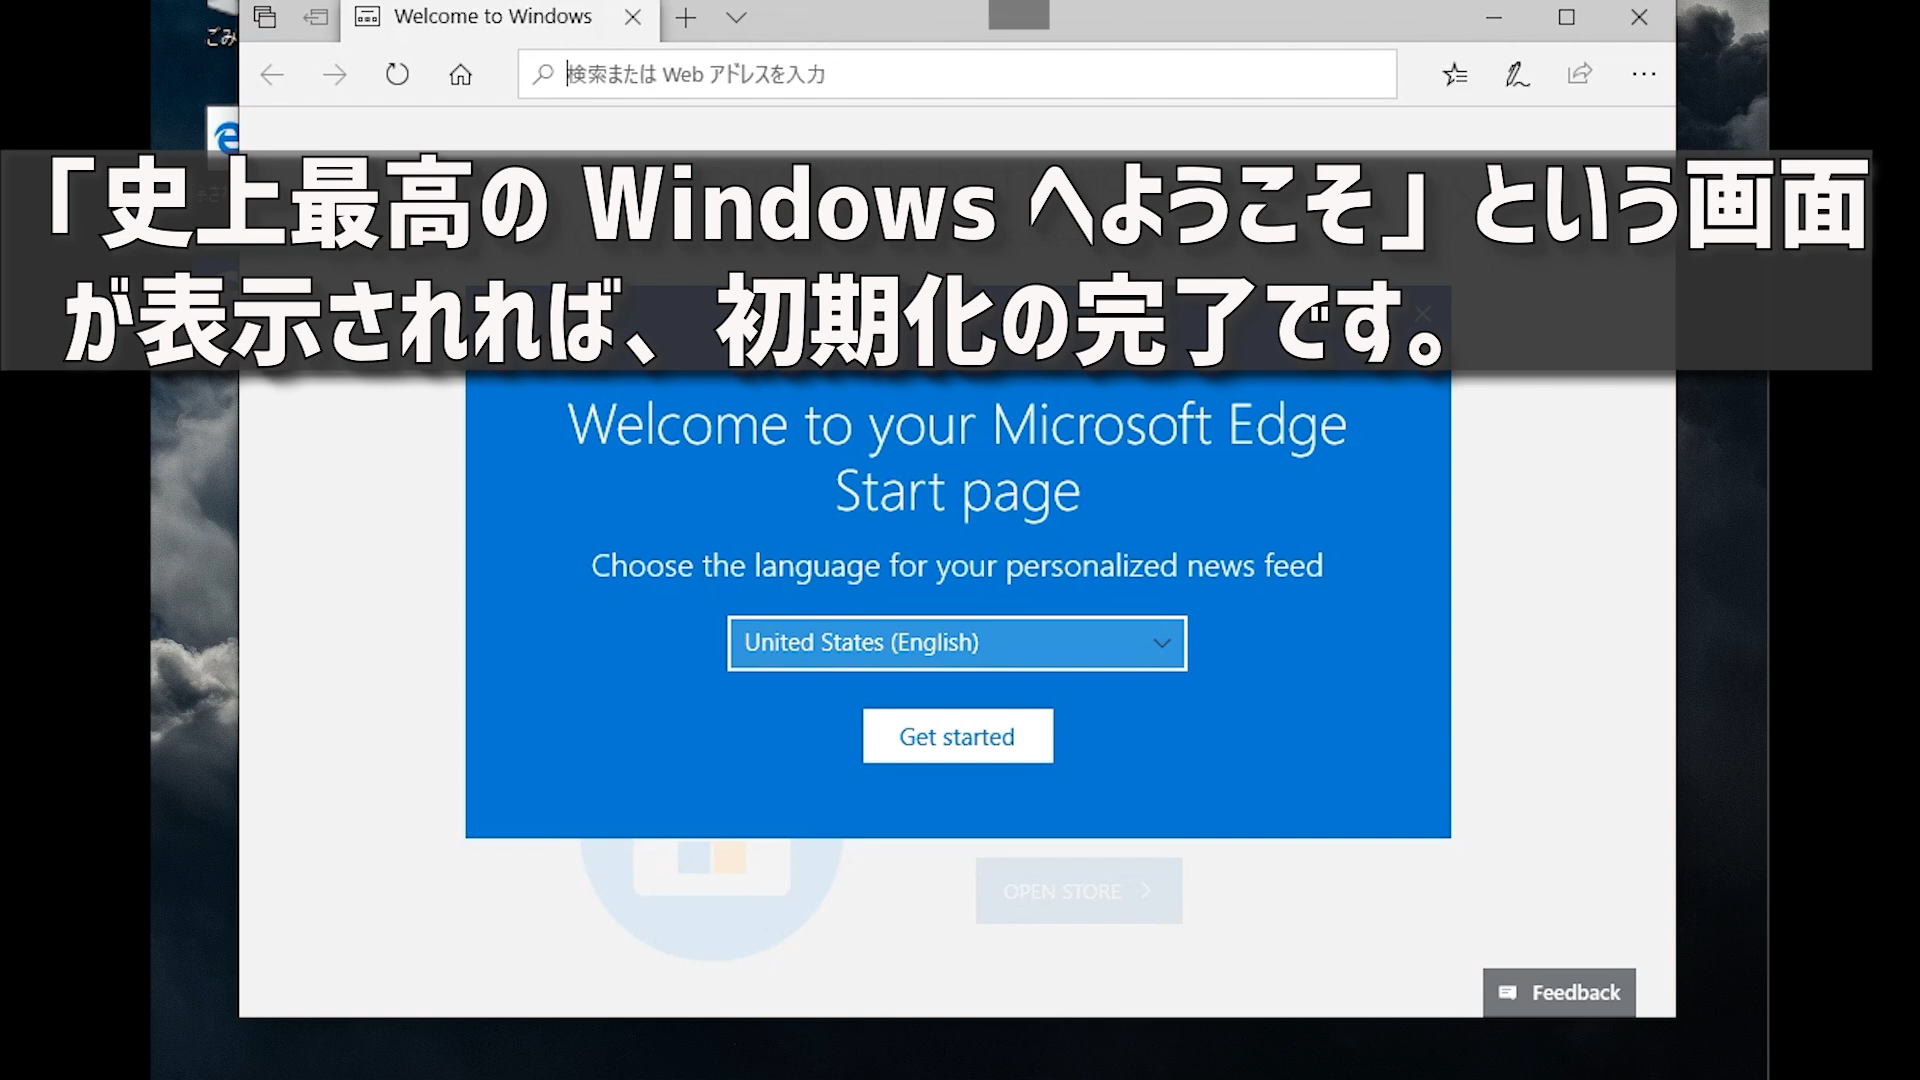 Welcome to Windows
ごみ
検索または Web アドレスを入力
「史上最高の Windows へようこそ」という画面
が表示されれば、初期化の完了です。
Welcome to your Microsoft Edge
Start page
Choose the language for your personalized news feed
United States (English)
Get started
OPEN STORE
Feedback